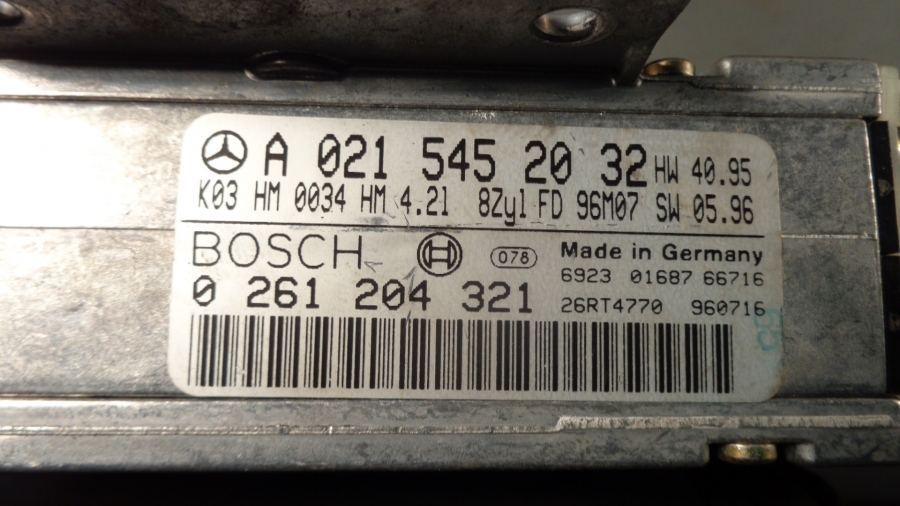 A 021 545 20 32 HW 40.95
K03 HM 0034 HM 4.2l 8Zyl FD 96M07 SW 05.96
BOSCH 078 Made in Germany
6923 01687 66716
0 261 204 321 26RT4770 960716